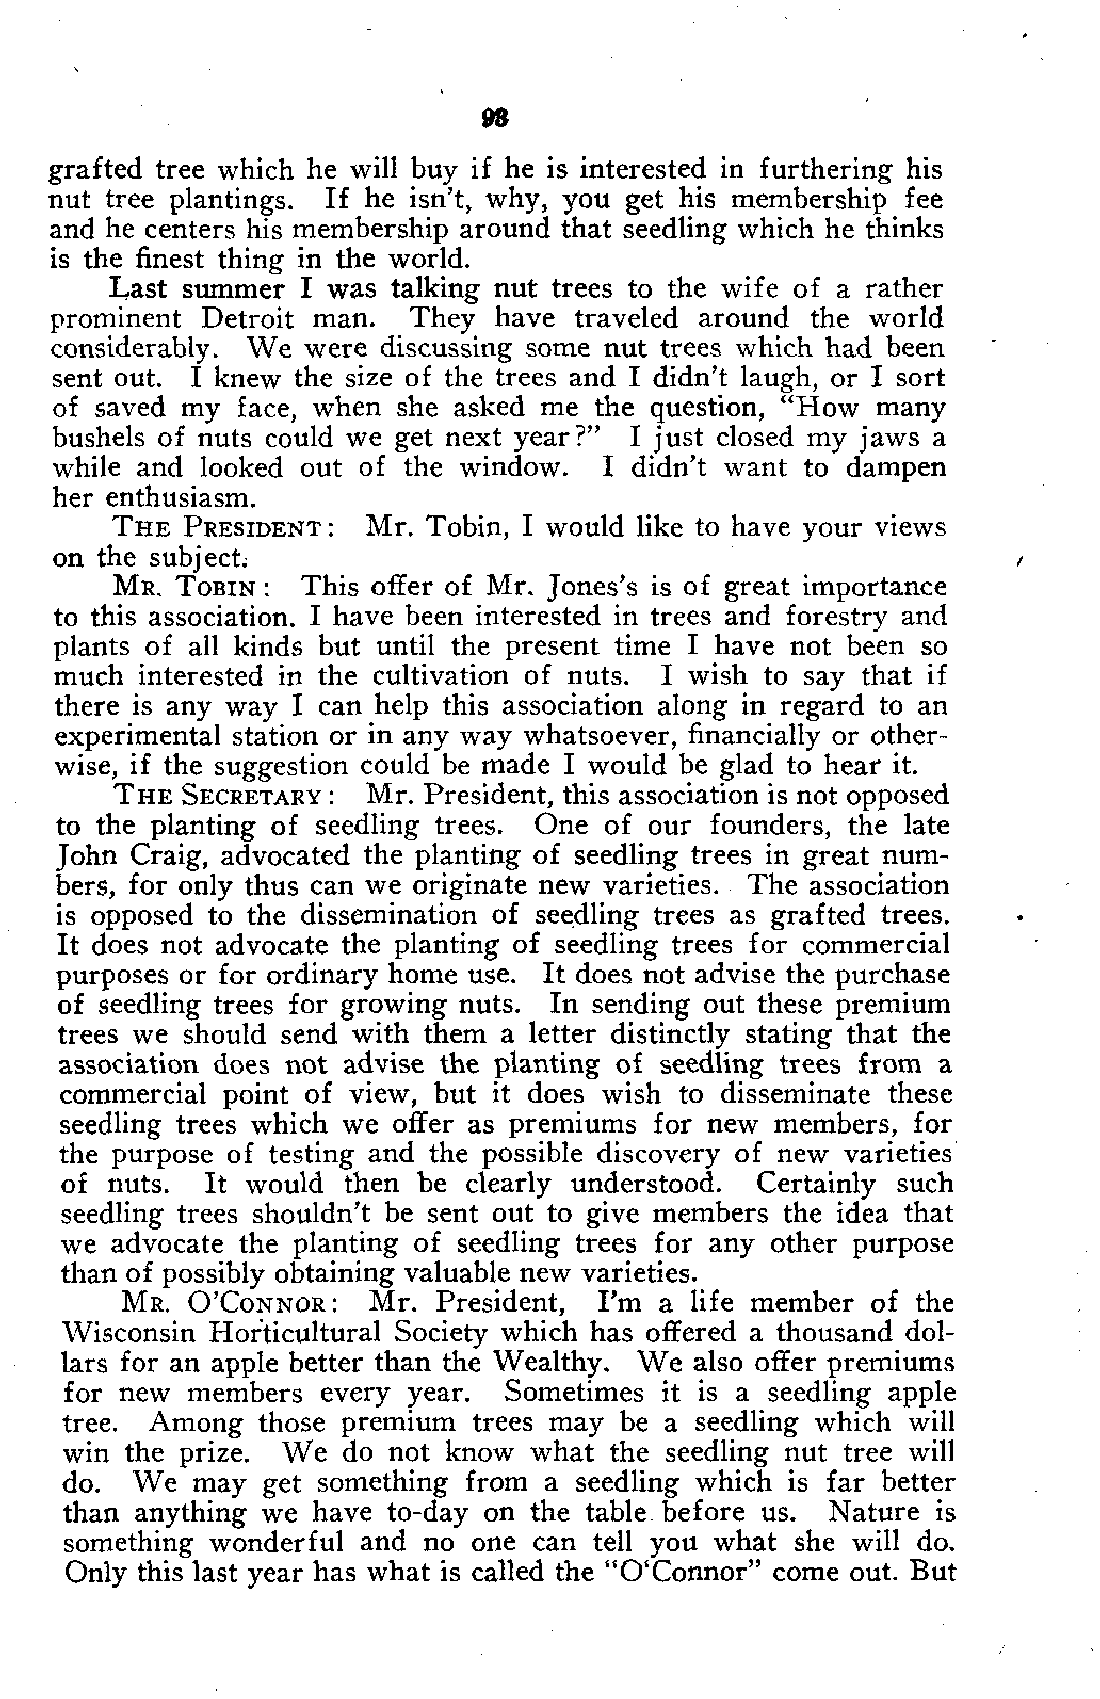 98
grafted tree which he will buy if he is interested in furthering his
nut tree plantings. If he isn't, why, you get his membership fee
and he centers his membership around that seedling which he thinks
is the finest thing in the world.
Last summer I was talking nut trees to the wife of a rather
prominent Detroit man. They have traveled around the world
considerably. We were discussing some nut trees which had been
sent out. I knew the size of the trees and I didn't laugh, or I sort
of saved my face, when she asked me the question, "How many
bushels of nuts could we get next year?" I just closed my jaws a
while and looked out of the window. I didn't want to dampen
her enthusiasm.
THE PRESIDENT: Mr. Tobin, I would like to have your views
on the subject.
MR. TOBIN: This offer of Mr. Jones's is of great importance
to this association. I have been interested in trees and forestry and
plants of all kinds but until the present time I have not been so
much interested in the cultivation of nuts. I wish to say that if
there is any way I can help this association along in regard to an
experimental station or in any way whatsoever, financially or other-
wise, if the suggestion could be made I would be glad to hear it.
THE SECRETARY: Mr. President, this association is not opposed
to the planting of seedling trees. One of our founders, the late
John Craig, advocated the planting of seedling trees in great num-
bers, for only thus can we originate new varieties. The association
is opposed to the dissemination of seedling trees as grafted trees.
It does not advocate the planting of seedling trees for commercial
purposes or for ordinary home use. It does not advise the purchase
of seedling trees for growing nuts. In sending out these premium
trees we should send with them a letter distinctly stating that the
association does not advise the planting of seedling trees from a
commercial point of view, but it does wish to disseminate these
seedling trees which we offer as premiums for new members, for
the purpose of testing and the possible discovery of new varieties
of nuts. It would then be clearly understood. Certainly such
seedling trees shouldn't be sent out to give members the idea that
we advocate the planting of seedling trees for any other purpose
than of possibly obtaining valuable new varieties.
MR. O'CONNOR: Mr. President, I'm a life member of the
Wisconsin Horticultural Society which has offered a thousand dol-
lars for an apple better than the Wealthy. We also offer premiums
for new members every year. Sometimes it is a seedling apple
tree. Among those premium trees may be a seedling which will
win the prize. We do not know what the seedling nut tree will
do. We may get something from a seedling which is far better
than anything we have to-day on the table before us. Nature is
something wonderful and no one can tell you what she will do.
Only this last year has what is called the "O'Connor" come out. But